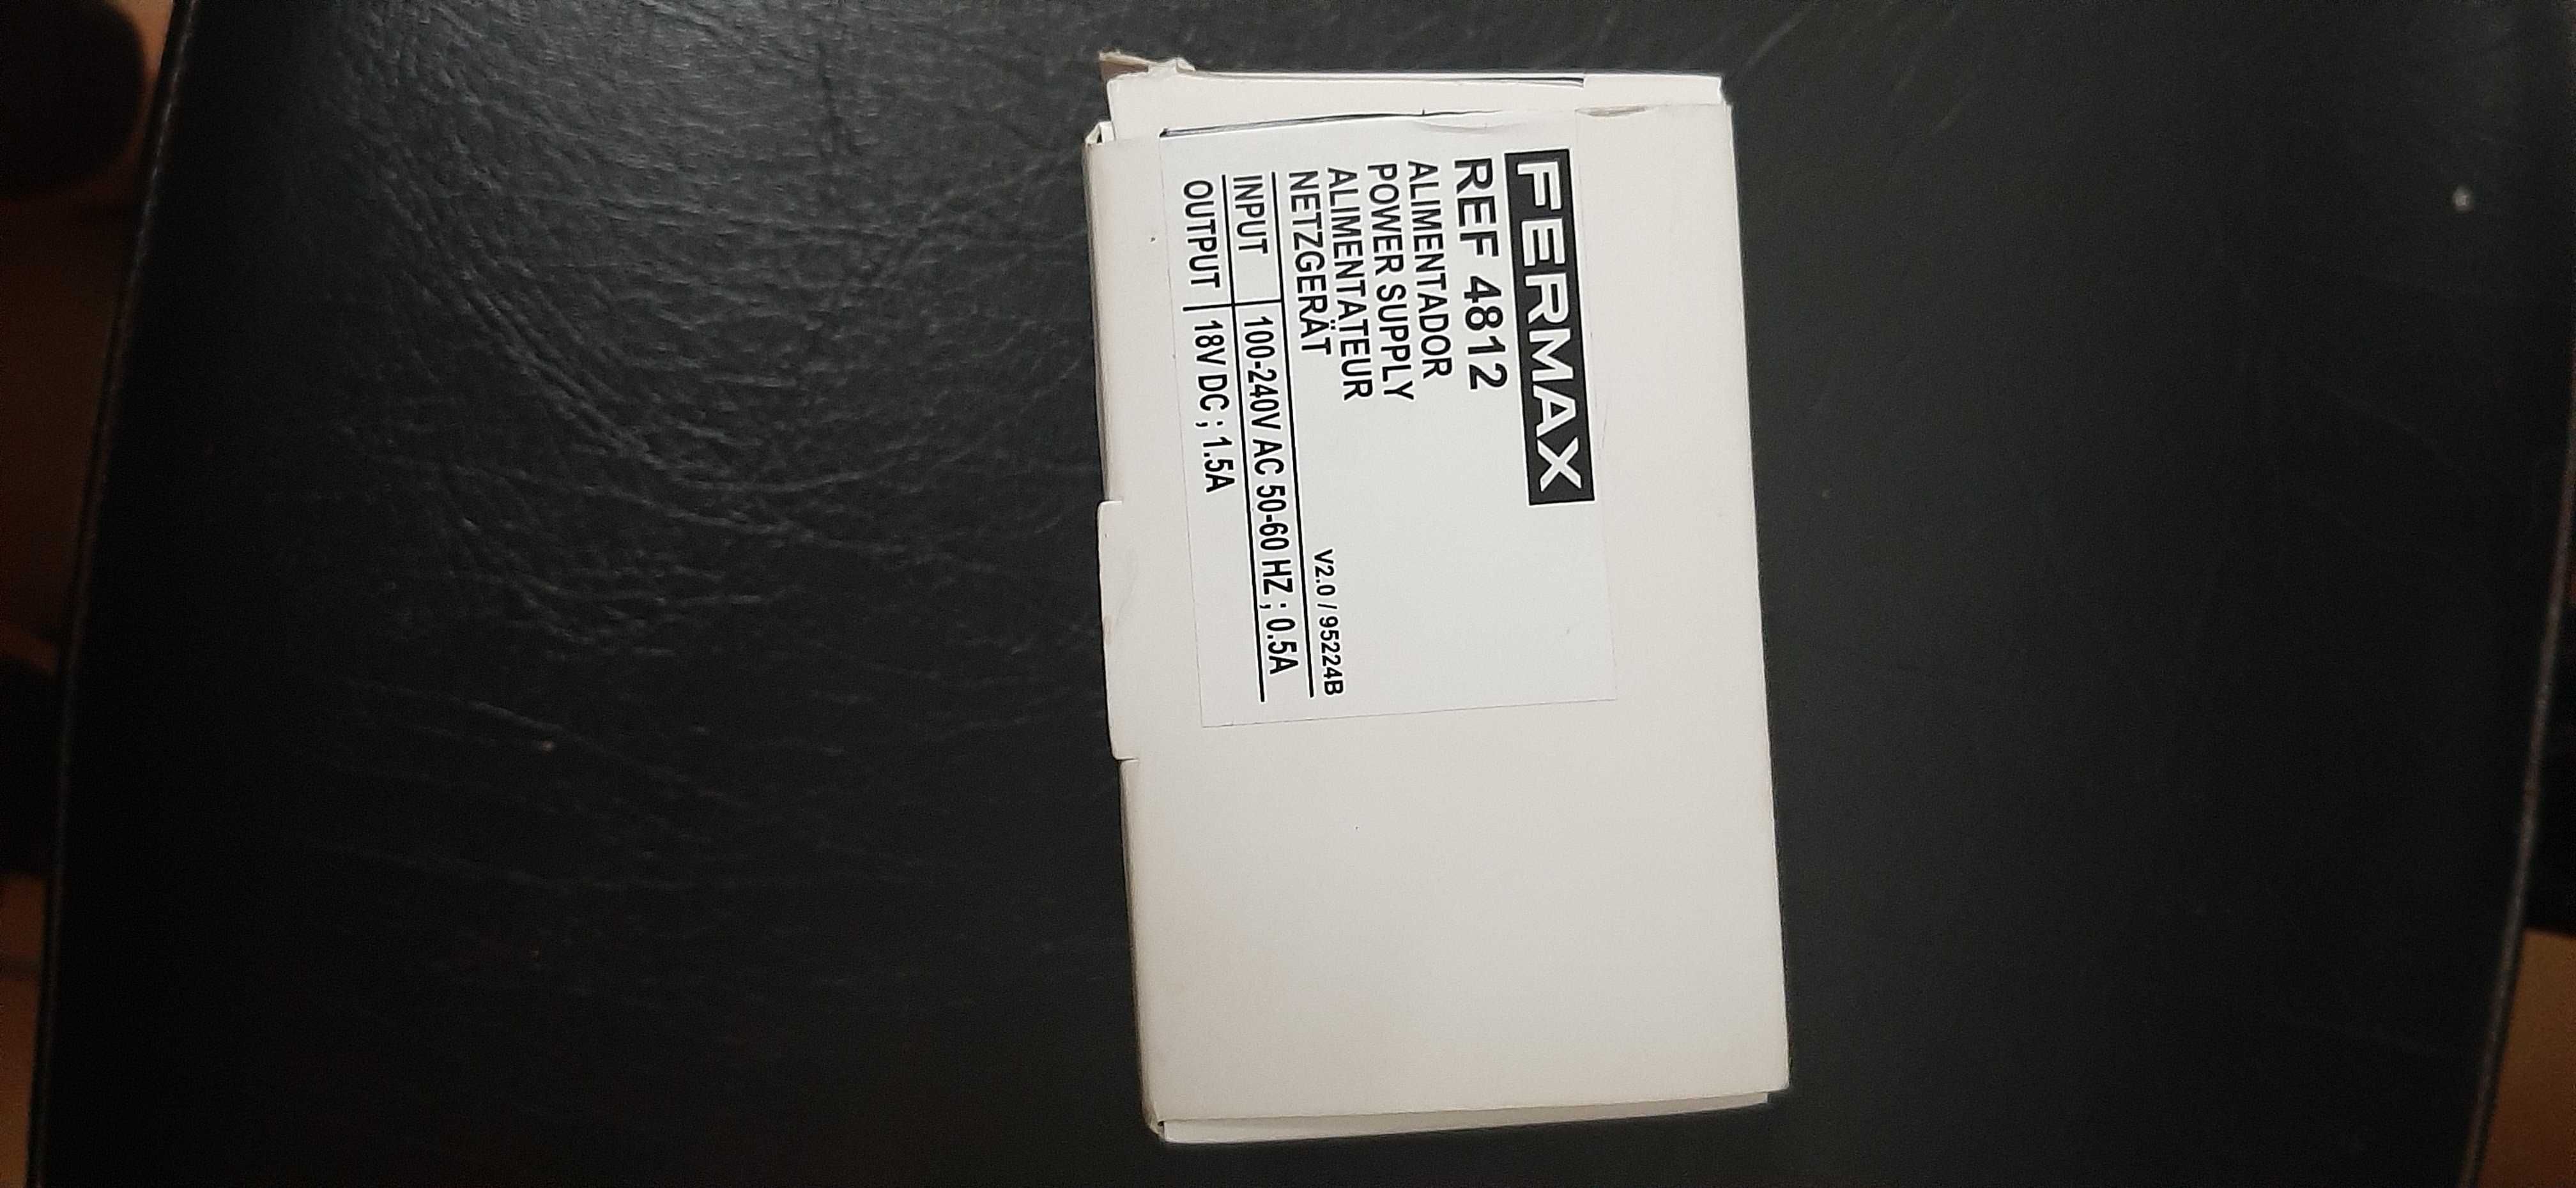 FERMAX
REF 4812
ALIMENTADOR
POWER SUPPLY
ALIMENTATEUR
NETZGERÄT
V2.0 / 95224B
INPUT 100-240V AC 50-60 HZ ; 0.5A
OUTPUT 18V DC ; 1.5A